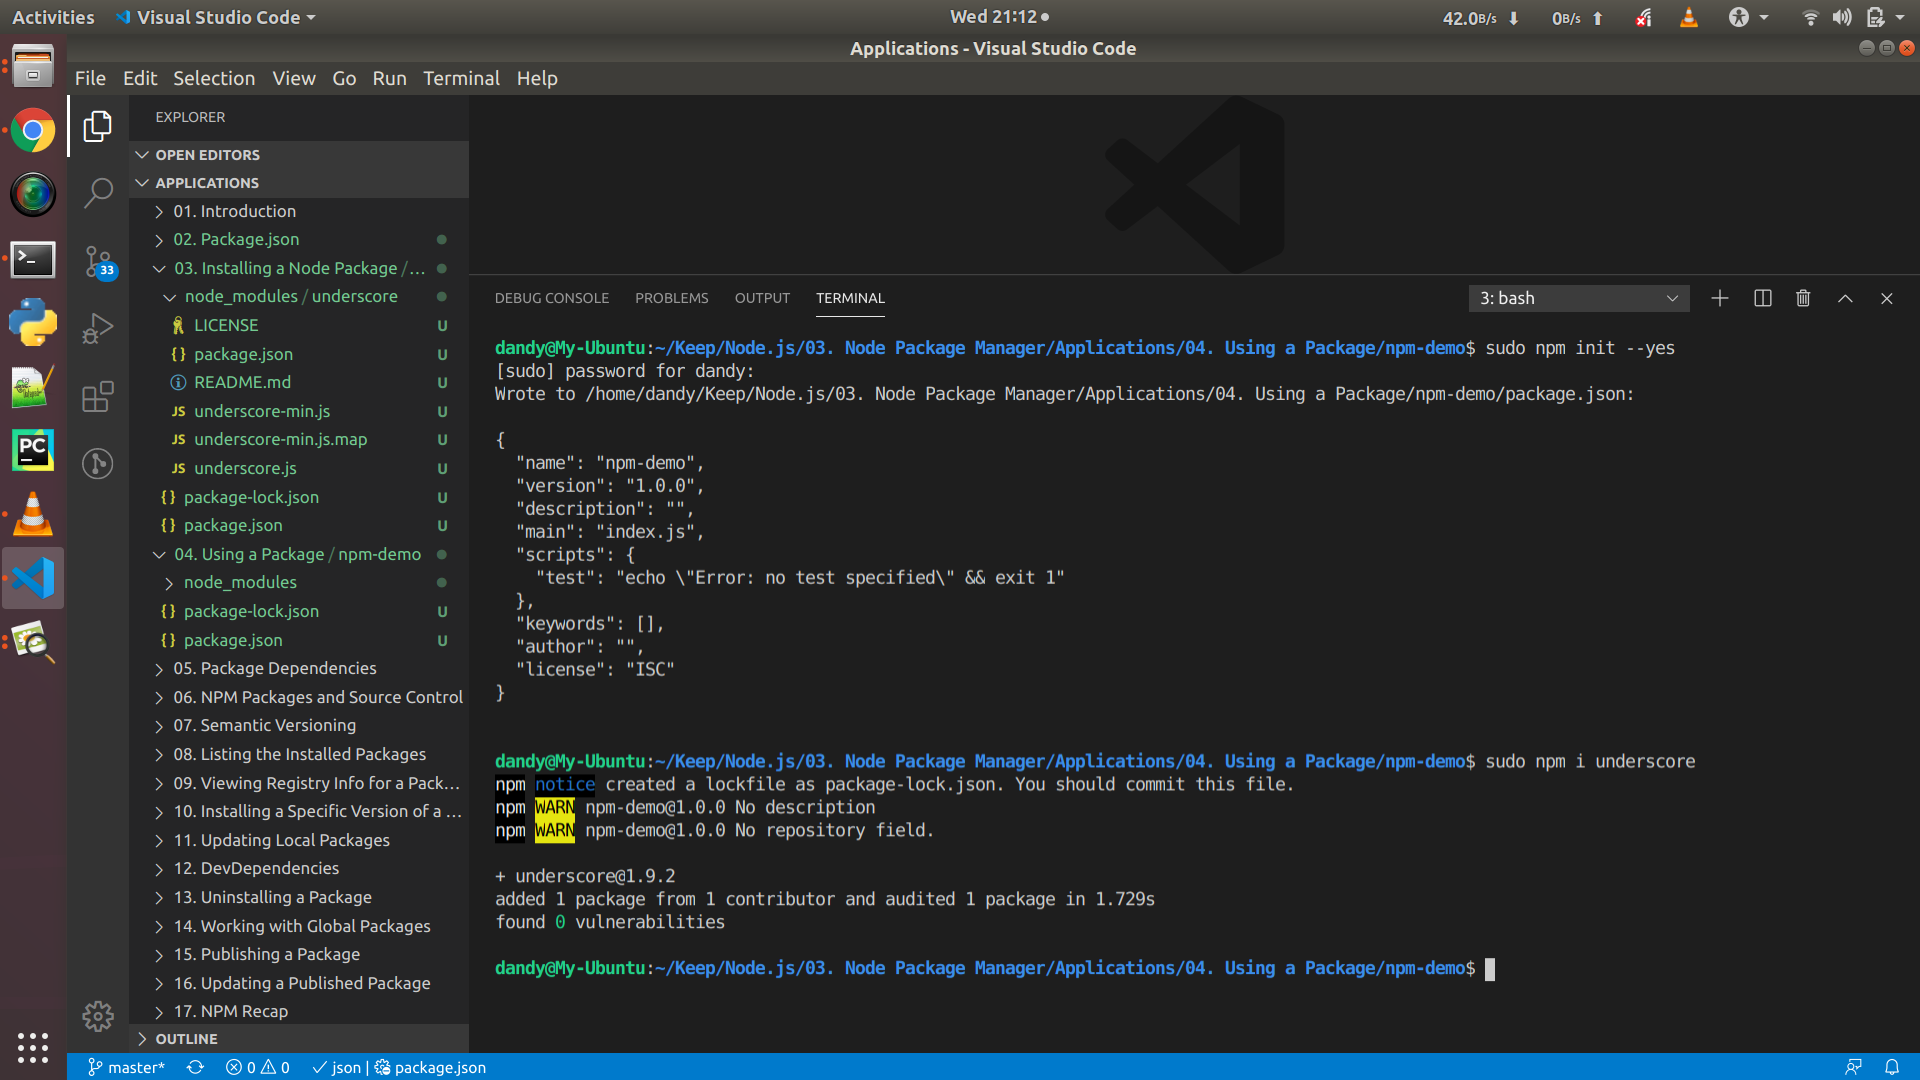 Activities
Visual Studio Code
Wed 21:12
42.0B/s
0B/s
Applications - Visual Studio Code
File Edit Selection View Go Run Terminal Help
EXPLORER
OPEN EDITORS
APPLICATIONS
01. Introduction
02. Package.json
03. Installing a Node Package / ...
node_modules / underscore
LICENSE U
{} package.json U
README.md U
JS underscore-min.js U
JS underscore-min.js.map U
JS underscore.js U
{} package-lock.json U
{} package.json U
04. Using a Package / npm-demo
node_modules
{} package-lock.json U
{} package.json U
05. Package Dependencies
06. NPM Packages and Source Control
07. Semantic Versioning
08. Listing the Installed Packages
09. Viewing Registry Info for a Pack...
10. Installing a Specific Version of a ...
11. Updating Local Packages
12. DevDependencies
13. Uninstalling a Package
14. Working with Global Packages
15. Publishing a Package
16. Updating a Published Package
17. NPM Recap
OUTLINE
33
PC
DEBUG CONSOLE PROBLEMS OUTPUT TERMINAL
3: bash
dandy@My-Ubuntu:~/Keep/Node.js/03. Node Package Manager/Applications/04. Using a Package/npm-demo$ sudo npm init --yes
[sudo] password for dandy:
Wrote to /home/dandy/Keep/Node.js/03. Node Package Manager/Applications/04. Using a Package/npm-demo/package.json:
{
"name": "npm-demo",
"version": "1.0.0",
"description": "",
"main": "index.js",
"scripts": {
"test": "echo \"Error: no test specified\" && exit 1"
},
"keywords": [],
"author": "",
"license": "ISC"
}
dandy@My-Ubuntu:~/Keep/Node.js/03. Node Package Manager/Applications/04. Using a Package/npm-demo$ sudo npm i underscore
npm notice created a lockfile as package-lock.json. You should commit this file.
npm WARN npm-demo@1.0.0 No description
npm WARN npm-demo@1.0.0 No repository field.
+ underscore@1.9.2
added 1 package from 1 contributor and audited 1 package in 1.729s
found 0 vulnerabilities
dandy@My-Ubuntu:~/Keep/Node.js/03. Node Package Manager/Applications/04. Using a Package/npm-demo$
master* 0 0 json | package.json